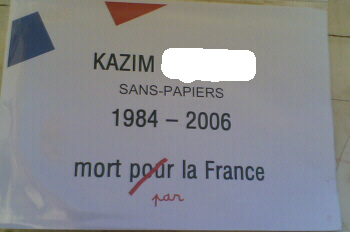 KAZIM
SANS-PAPIERS
1984 – 2006
mort pour la France
par